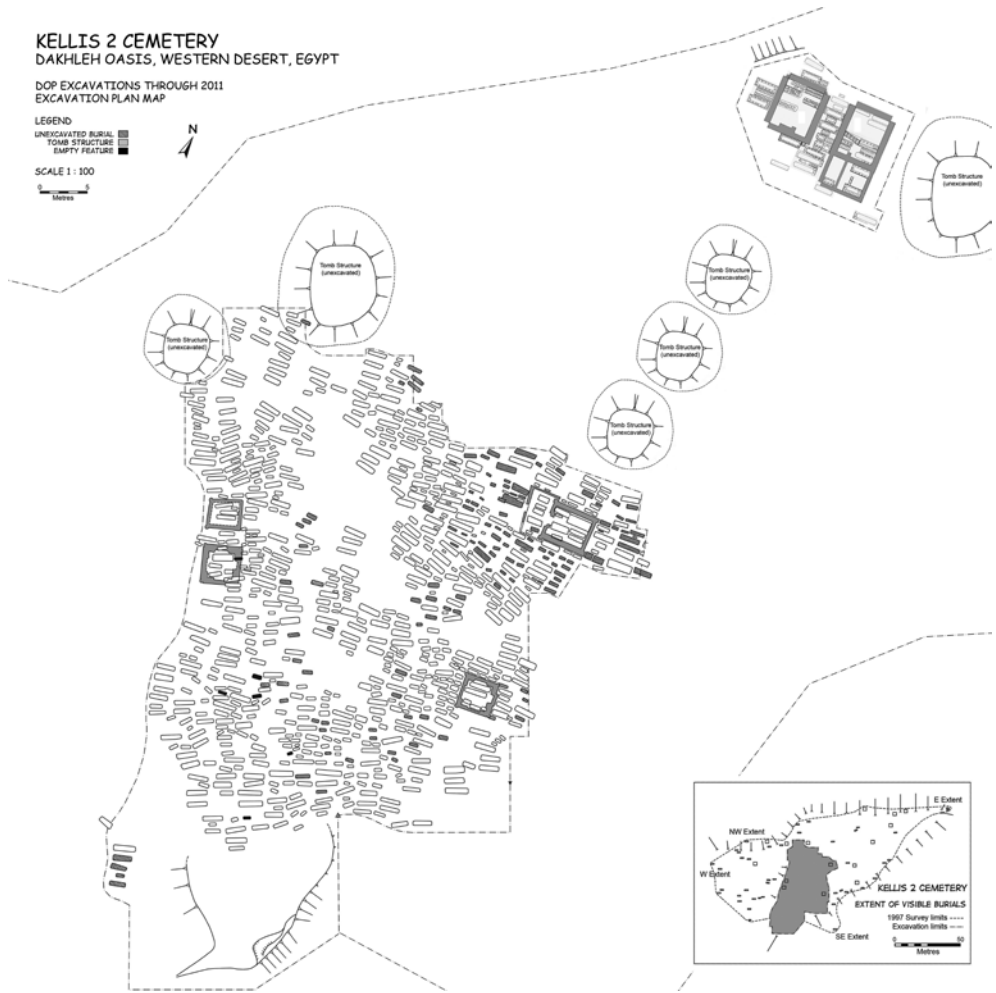 KELLIS 2 CEMETERY
DAKHLEH OASIS, WESTERN DESERT, EGYPT
DOP EXCAVATIONS THROUGH 2011
EXCAVATION PLAN MAP
LEGEND
UNEXCAVATED BURIAL
TOMB STRUCTURE
EMPTY FEATURE
N
SCALE 1 : 100
0 5
Metres
Tomb Structure
(unexcavated)
Tomb Structure
(unexcavated)
Tomb Structure
(unexcavated)
Tomb Structure
(unexcavated)
Tomb Structure
(unexcavated)
Tomb Structure
(unexcavated)
E Extent
NW Extent
W Extent
KELLIS 2 CEMETERY
EXTENT OF VISIBLE BURIALS
1997 Survey limits
Excavation limits
SE Extent
0 50
Metres